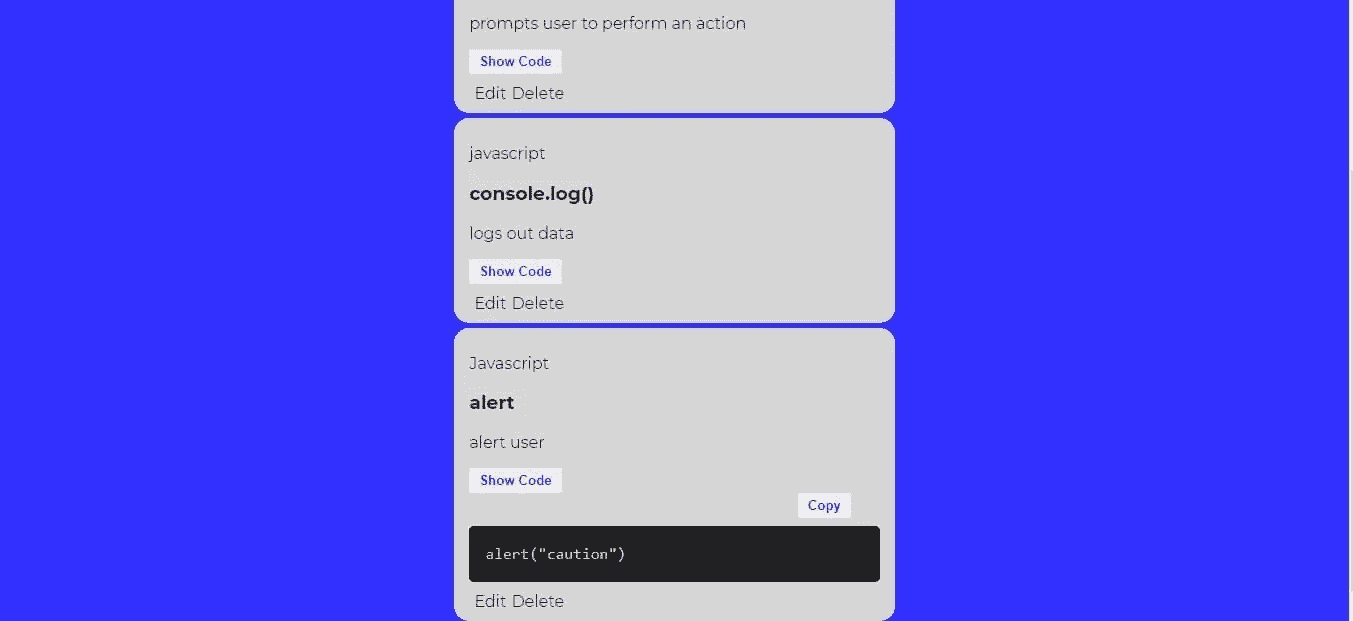 prompts user to perform an action
Show Code
Edit Delete
javascript
console.log()
logs out data
Show Code
Edit Delete
Javascript
alert
alert user
Show Code
Copy
alert("caution")
Edit Delete